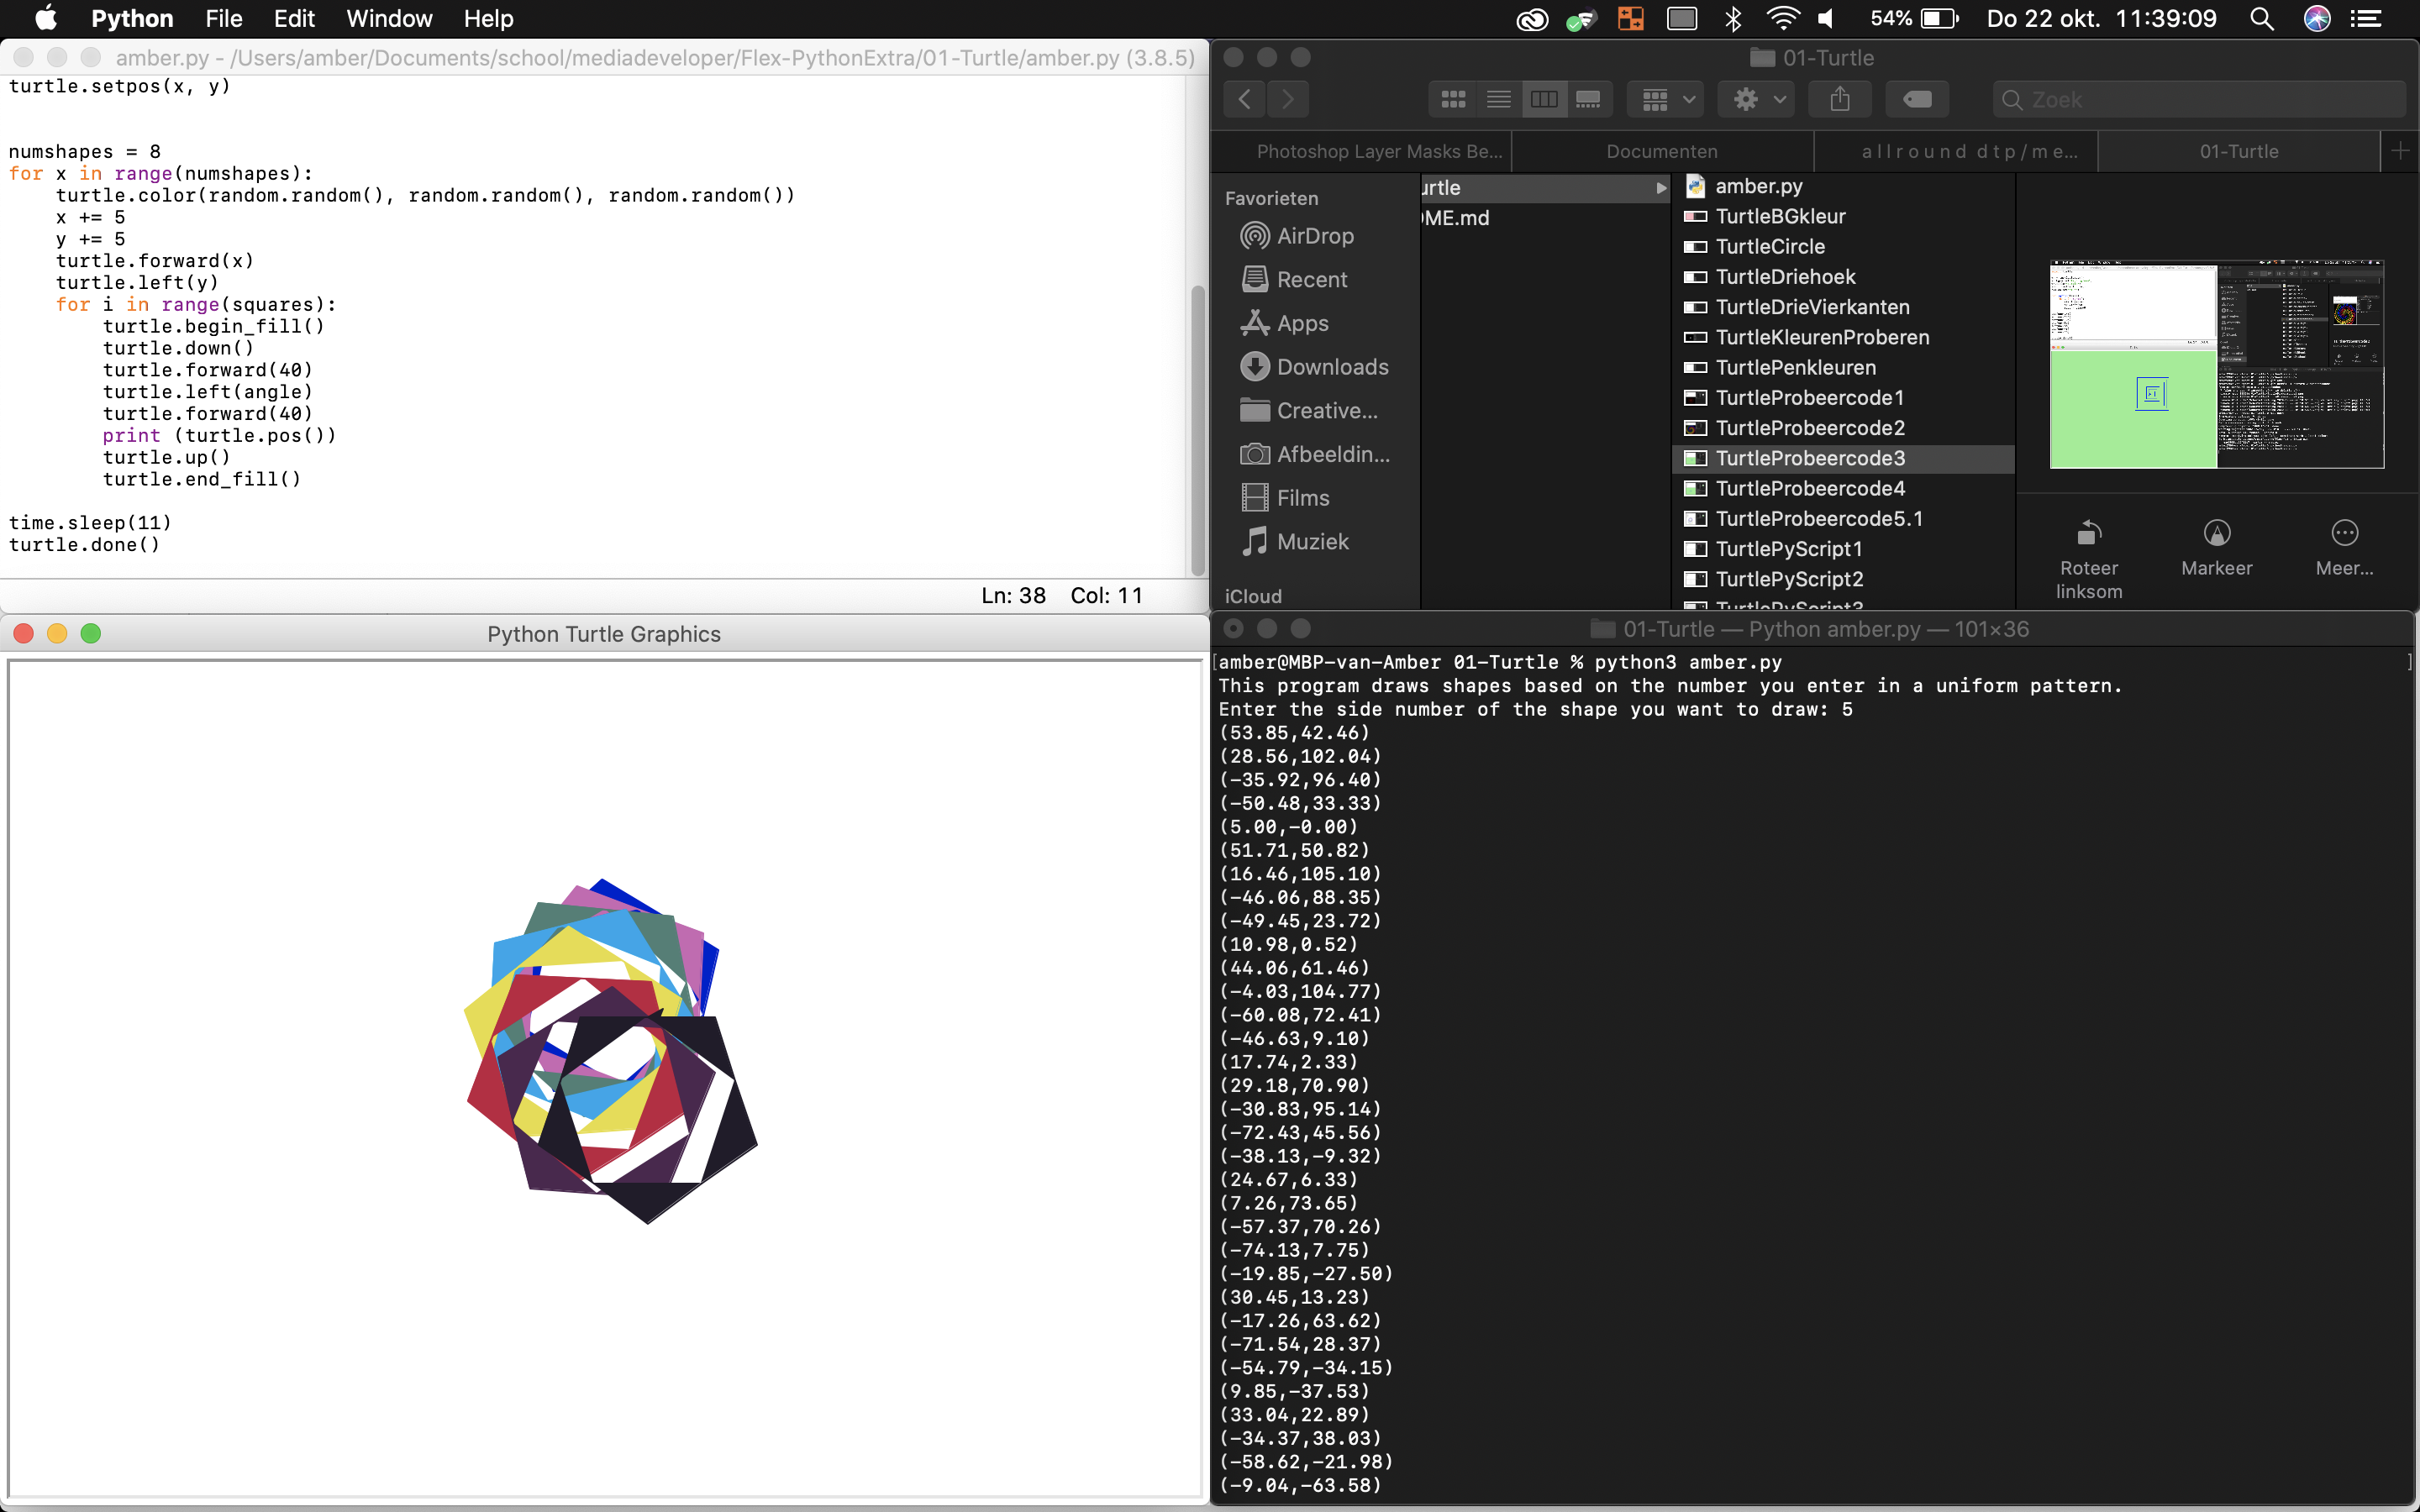 Python File Edit Window Help
54% Do 22 okt. 11:39:09
amber.py - /Users/amber/Documents/school/mediadeveloper/Flex-PythonExtra/01-Turtle/amber.py (3.8.5)
turtle.setpos(x, y)
numshapes = 8
for x in range(numshapes):
    turtle.color(random.random(), random.random(), random.random())
    x += 5
    y += 5
    turtle.forward(x)
    turtle.left(y)
    for i in range(squares):
        turtle.begin_fill()
        turtle.down()
        turtle.forward(40)
        turtle.left(angle)
        turtle.forward(40)
        print (turtle.pos())
        turtle.up()
        turtle.end_fill()
time.sleep(11)
turtle.done()
Ln: 38 Col: 11
01-Turtle
Zoek
Photoshop Layer Masks Be... Documenten allround dtp/me... 01-Turtle
Favorieten
AirDrop
Recent
Apps
Downloads
Creative...
Afbeeldin...
Films
Muziek
iCloud
urtle
OME.md
amber.py
TurtleBGkleur
TurtleCircle
TurtleDriehoek
TurtleDrieVierkanten
TurtleKleurenProberen
TurtlePenkleuren
TurtleProbeercode1
TurtleProbeercode2
TurtleProbeercode3
TurtleProbeercode4
TurtleProbeercode5.1
TurtlePyScript1
TurtlePyScript2
TurtlePyScript3
Roteer linksom
Markeer
Meer...
Python Turtle Graphics
01-Turtle — Python amber.py — 101×36
[amber@MBP-van-Amber 01-Turtle % python3 amber.py ]
This program draws shapes based on the number you enter in a uniform pattern.
Enter the side number of the shape you want to draw: 5
(53.85,42.46)
(28.56,102.04)
(-35.92,96.40)
(-50.48,33.33)
(5.00,-0.00)
(51.71,50.82)
(16.46,105.10)
(-46.06,88.35)
(-49.45,23.72)
(10.98,0.52)
(44.06,61.46)
(-4.03,104.77)
(-60.08,72.41)
(-46.63,9.10)
(17.74,2.33)
(29.18,70.90)
(-30.83,95.14)
(-72.43,45.56)
(-38.13,-9.32)
(24.67,6.33)
(7.26,73.65)
(-57.37,70.26)
(-74.13,7.75)
(-19.85,-27.50)
(30.45,13.23)
(-17.26,63.62)
(-71.54,28.37)
(-54.79,-34.15)
(9.85,-37.53)
(33.04,22.89)
(-34.37,38.03)
(-58.62,-21.98)
(-9.04,-63.58)